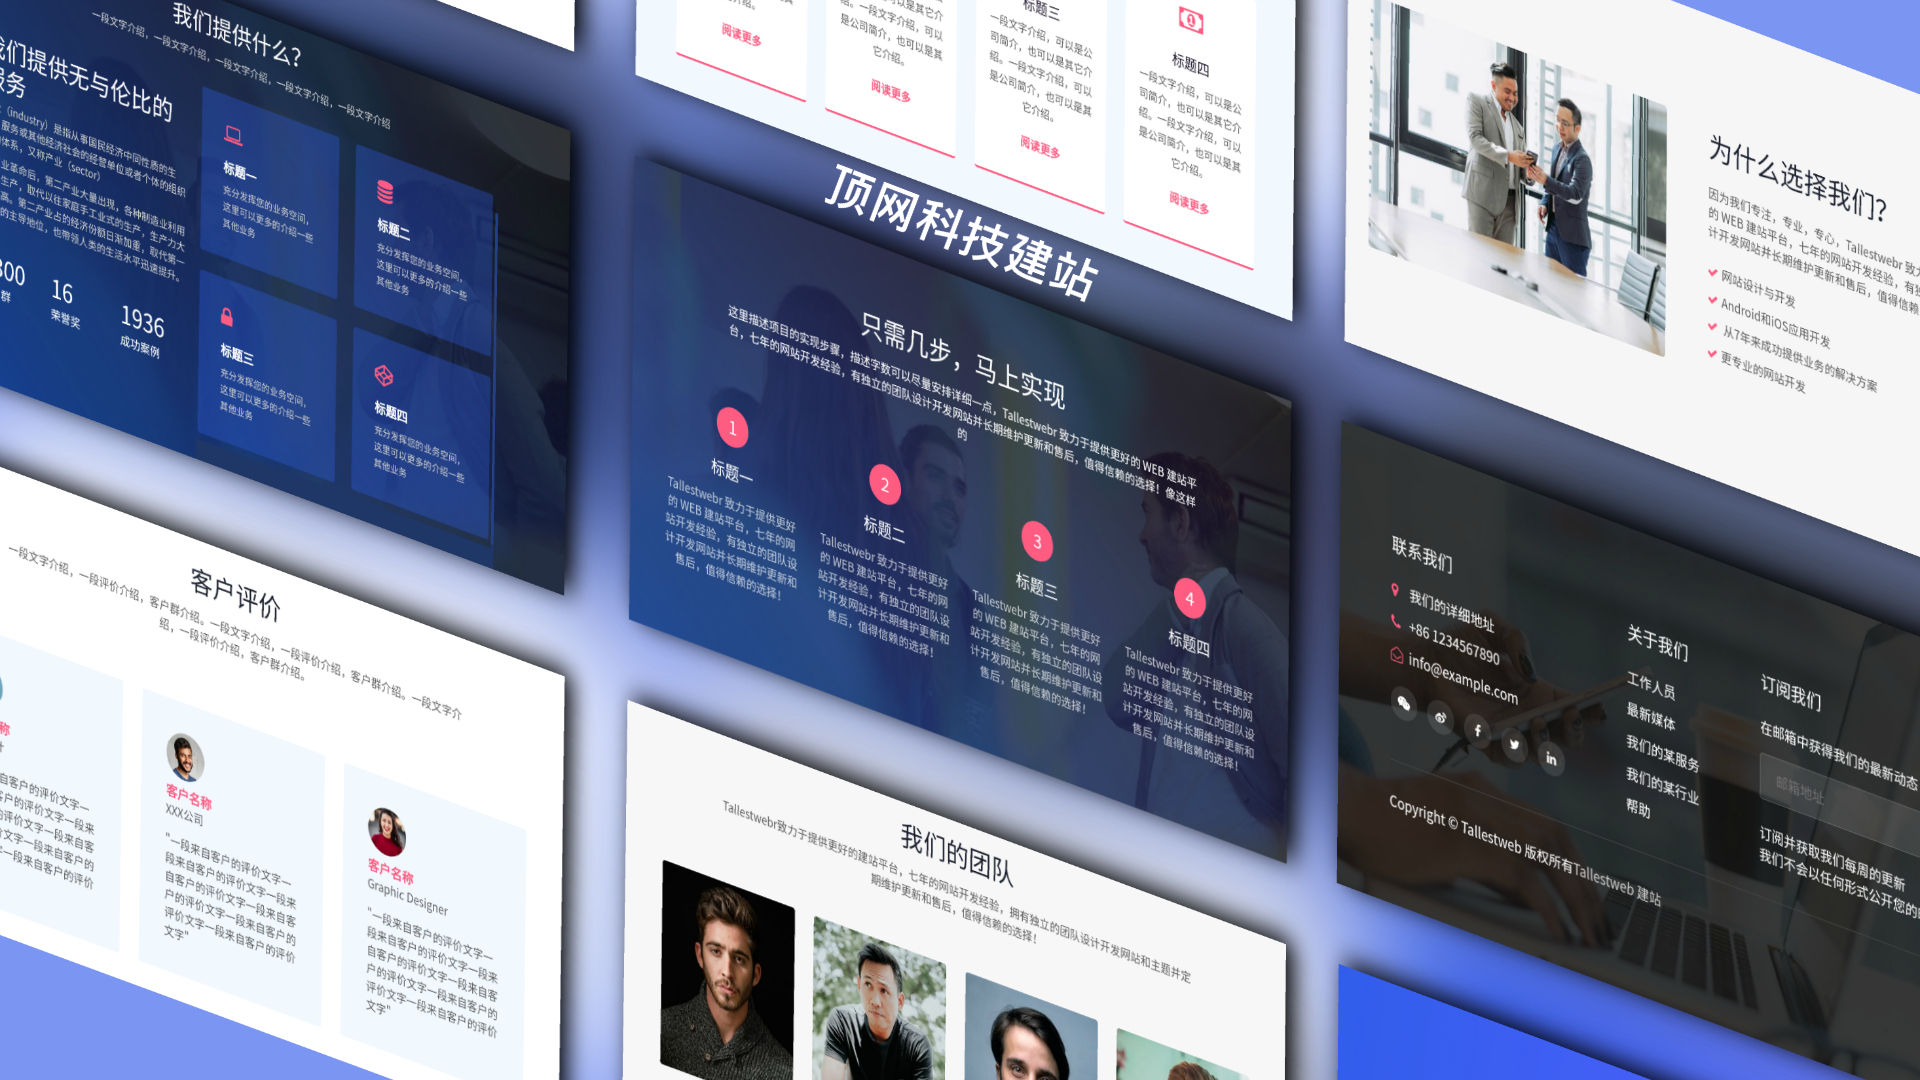 我们提供什么?
一段文字介绍，一段文字介绍，一段文字介绍，一段文字介绍，一段文字介绍
们提供无与伦比的
服务
（industry）是指从事国民经济中同性质的生
服务或其他经济社会的经营单位或者个体的组织
体系，又称产业（sector）
业革命后，第二产业大量出现，各种制造业利用
生产，取代以往家庭手工业式的生产，生产力大
高。第二产业占的经济份额日渐加重，取代第一
的主导地位，也带领人类的生活水平迅速提升。
300
群
16
荣誉奖
1936
成功案例
标题一
充分发挥您的业务空间，
这里可以更多的介绍一些
其他业务
标题二
充分发挥您的业务空间，
这里可以更多的介绍一些
其他业务
标题三
充分发挥您的业务空间，
这里可以更多的介绍一些
其他业务
标题四
充分发挥您的业务空间，
这里可以更多的介绍一些
其他业务
客户评价
一段文字介绍，一段评价介绍，客户群介绍。一段文字介绍，一段评价介绍，客户群介绍。一段文字介
绍，一段评价介绍，客户群介绍。
称
计
自客户的评价文字一
客户的评价文字一段来
的评价文字一段来自客
文字一段来自客户的
一段来自客户的评价
客户名称
XXX公司
"一段来自客户的评价文字一
段来自客户的评价文字一段来
自客户的评价文字一段来自客
户的评价文字一段来自客户的
评价文字一段来自客户的评价
文字"
客户名称
Graphic Designer
"一段来自客户的评价文字一
段来自客户的评价文字一段来
自客户的评价文字一段来自客
户的评价文字一段来自客户的
评价文字一段来自客户的评价
文字"
介绍。
阅读更多
绍。一段文字介绍，可以
是公司简介，也可以是其
它介绍。
阅读更多
标题三
一段文字介绍，可以是公
司简介，也可以是其它介
绍。一段文字介绍，可以
是公司简介，也可以是其
它介绍。
阅读更多
标题四
一段文字介绍，可以是公
司简介，也可以是其它介
绍。一段文字介绍，可以
是公司简介，也可以是其
它介绍。
阅读更多
顶网科技建站
只需几步，马上实现
这里描述项目的实现步骤，描述字数可以尽量安排详细一点，Tallestwebr 致力于提供更好的 WEB 建站平
台，七年的网站开发经验，有独立的团队设计开发网站并长期维护更新和售后，值得信赖的选择！像这样
的
1
标题一
Tallestwebr 致力于提供更好
的 WEB 建站平台，七年的网
站开发经验，有独立的团队设
计开发网站并长期维护更新和
售后，值得信赖的选择！
2
标题二
Tallestwebr 致力于提供更好
的 WEB 建站平台，七年的网
站开发经验，有独立的团队设
计开发网站并长期维护更新和
售后，值得信赖的选择！
3
标题三
Tallestwebr 致力于提供更好
的 WEB 建站平台，七年的网
站开发经验，有独立的团队设
计开发网站并长期维护更新和
售后，值得信赖的选择！
4
标题四
Tallestwebr 致力于提供更好
的 WEB 建站平台，七年的网
站开发经验，有独立的团队设
计开发网站并长期维护更新和
售后，值得信赖的选择！
我们的团队
Tallestwebr致力于提供更好的建站平台，七年的网站开发经验，拥有独立的团队设计开发网站和主题并定
期维护更新和售后，值得信赖的选择！
为什么选择我们？
因为我们专注，专业，专心，Tallestwebr 致力
的 WEB 建站平台，七年的网站开发经验，有独
计开发网站并长期维护更新和售后，值得信赖
网站设计与开发
Android和iOS应用开发
从7年来成功提供业务的解决方案
更专业的网站开发
联系我们
我们的详细地址
+86 1234567890
info@example.com
关于我们
工作人员
最新媒体
我们的某服务
我们的某行业
帮助
订阅我们
在邮箱中获得我们的最新动态
邮箱地址
订阅并获取我们每周的更新
我们不会以任何形式公开您的
Copyright © Tallestweb 版权所有Tallestweb 建站